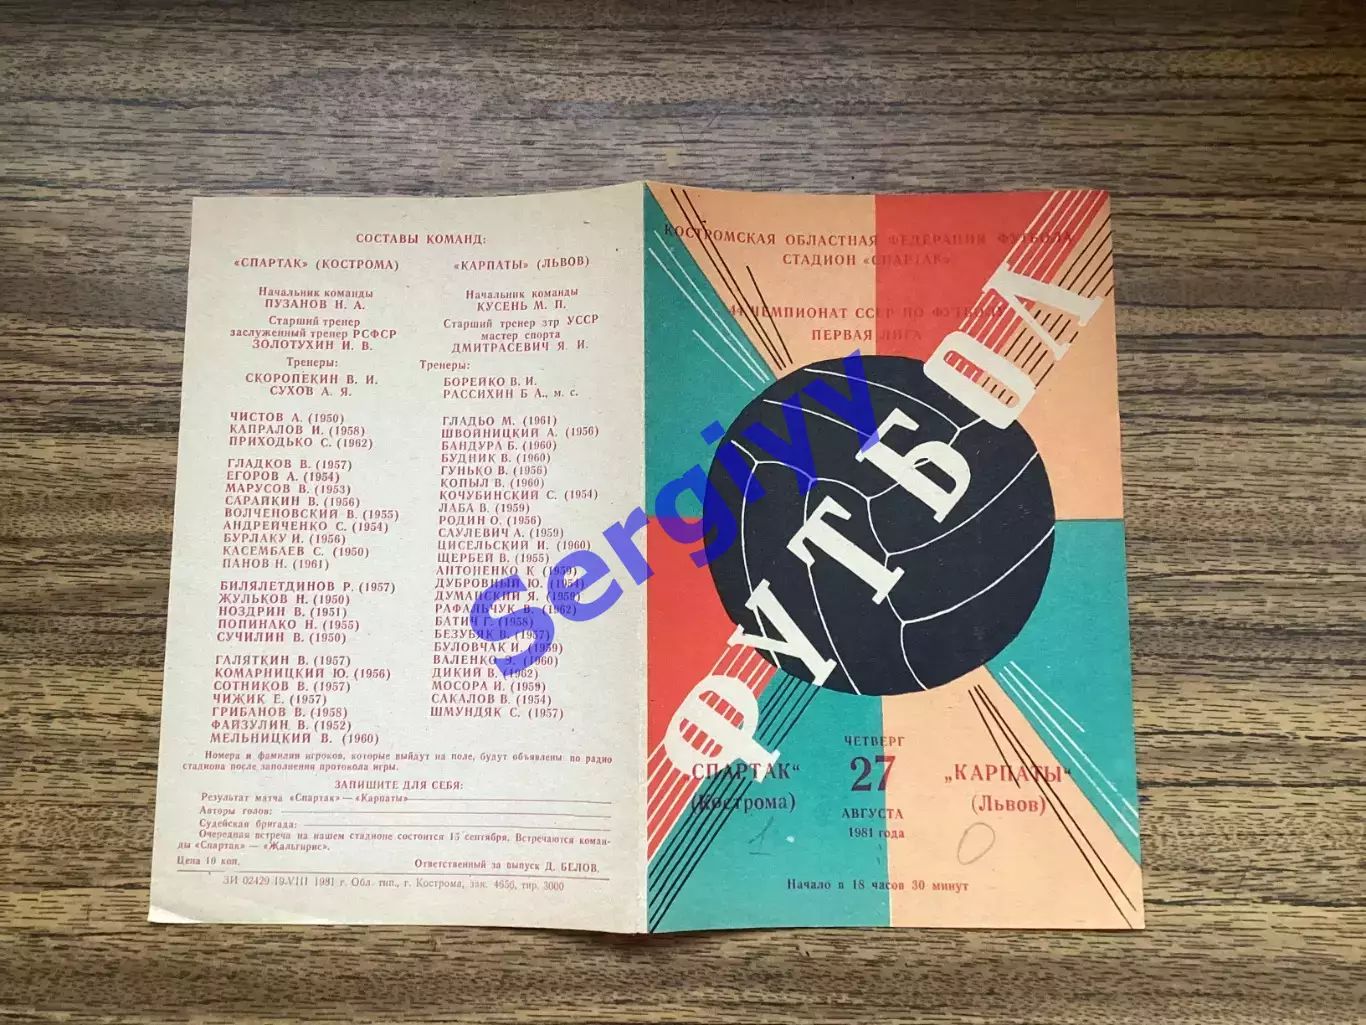 СОСТАВЫ КОМАНД:
«СПАРТАК» (КОСТРОМА)
Начальник команды
ПУЗАНОВ Н. А.
Старший тренер
заслуженный тренер РСФСР
ЗОЛОТУХИН И. В.
Тренеры:
СКОРОПЕКИН В. И.
СУХОВ А. Я.
ЧИСТОВ А. (1950)
КАПРАЛОВ И. (1958)
ПРИХОДЬКО С. (1962)
ГЛАДКОВ В. (1957)
ЕГОРОВ А. (1954)
МАРУСОВ В. (1953)
САРАЙКИН В. (1956)
ВОЛЧЕНОВСКИЙ В. (1955)
АНДРЕЙЧЕНКО С. (1954)
БУРЛАКУ И. (1956)
КАСЕМБАЕВ С. (1950)
ПАНОВ Н. (1961)
БИЛЯЛЕТДИНОВ Р. (1957)
ЖУЛЬКОВ Н. (1950)
НОЗДРИН В. (1951)
ПОПИНАКО Н. (1955)
СУЧИЛИН В. (1950)
ГАЛЯТКИН В. (1957)
КОМАРНИЦКИЙ Ю. (1956)
СОТНИКОВ В. (1957)
ЧИЖИК Е. (1957)
ГРИБАНОВ В. (1958)
ФАЙЗУЛИН В. (1952)
МЕЛЬНИЦКИЙ В. (1960)
«КАРПАТЫ» (ЛЬВОВ)
Начальник команды
КУСЕНЬ М. П.
Старший тренер зтр УССР
мастер спорта
ДМИТРАСЕВИЧ Я. И.
Тренеры:
БОРЕЙКО В. И.
РАССИХИН Б А., м. с.
ГЛАДЬО М. (1961)
ШВОЙНИЦКИЙ А. (1956)
БАНДУРА Б. (1960)
БУДНИК В. (1960)
ГУНЬКО В. (1956)
КОПЫЛ В. (1960)
КОЧУБИНСКИЙ С. (1954)
ЛАБА В. (1959)
РОДИН О. (1956)
САУЛЕВИЧ А. (1959)
ЦИСЕЛЬСКИЙ И. (1960)
ЩЕРБЕЙ В. (1955)
АНТОНЕНКО К (1959)
ДУБРОВНЫЙ Ю. (1954)
ДУМАНСКИЙ Я. (1959)
РАФАЛЬЧУК В. (1962)
БАТИЧ Г. (1958)
БЕЗУБЯК В. (1957)
БУЛОВЧАК И. (1959)
ВАЛЕНКО Э. (1960)
ДИКИЙ В. (1962)
МОСОРА И. (1959)
САКАЛОВ В. (1954)
ШМУНДЯК С. (1957)
Номера и фамилии игроков, которые выйдут на поле, будут объявлены по радио
стадиона после заполнения протокола игры.
ЗАПИШИТЕ ДЛЯ СЕБЯ:
Результат матча «Спартак» — «Карпаты»
Авторы голов:
Судейская бригада:
Очередная встреча на нашем стадионе состоится 15 сентября. Встречаются коман-
ды «Спартак» — «Жальгирис».
Цена 10 коп.
Ответственный за выпуск Д. БЕЛОВ.
ЗИ 02429 19.VIII 1981 г. Обл. тип., г. Кострома, зак. 4656, тир. 3000
КОСТРОМСКАЯ ОБЛАСТНАЯ ФЕДЕРАЦИЯ ФУТБОЛА
СТАДИОН «СПАРТАК»
44 ЧЕМПИОНАТ СССР ПО ФУТБОЛУ
ПЕРВАЯ ЛИГА
ФУТБОЛ
„СПАРТАК"
(Кострома)
1
ЧЕТВЕРГ
27
АВГУСТА
1981 года
„КАРПАТЫ"
(Львов)
0
Начало в 18 часов 30 минут
Sergiyy